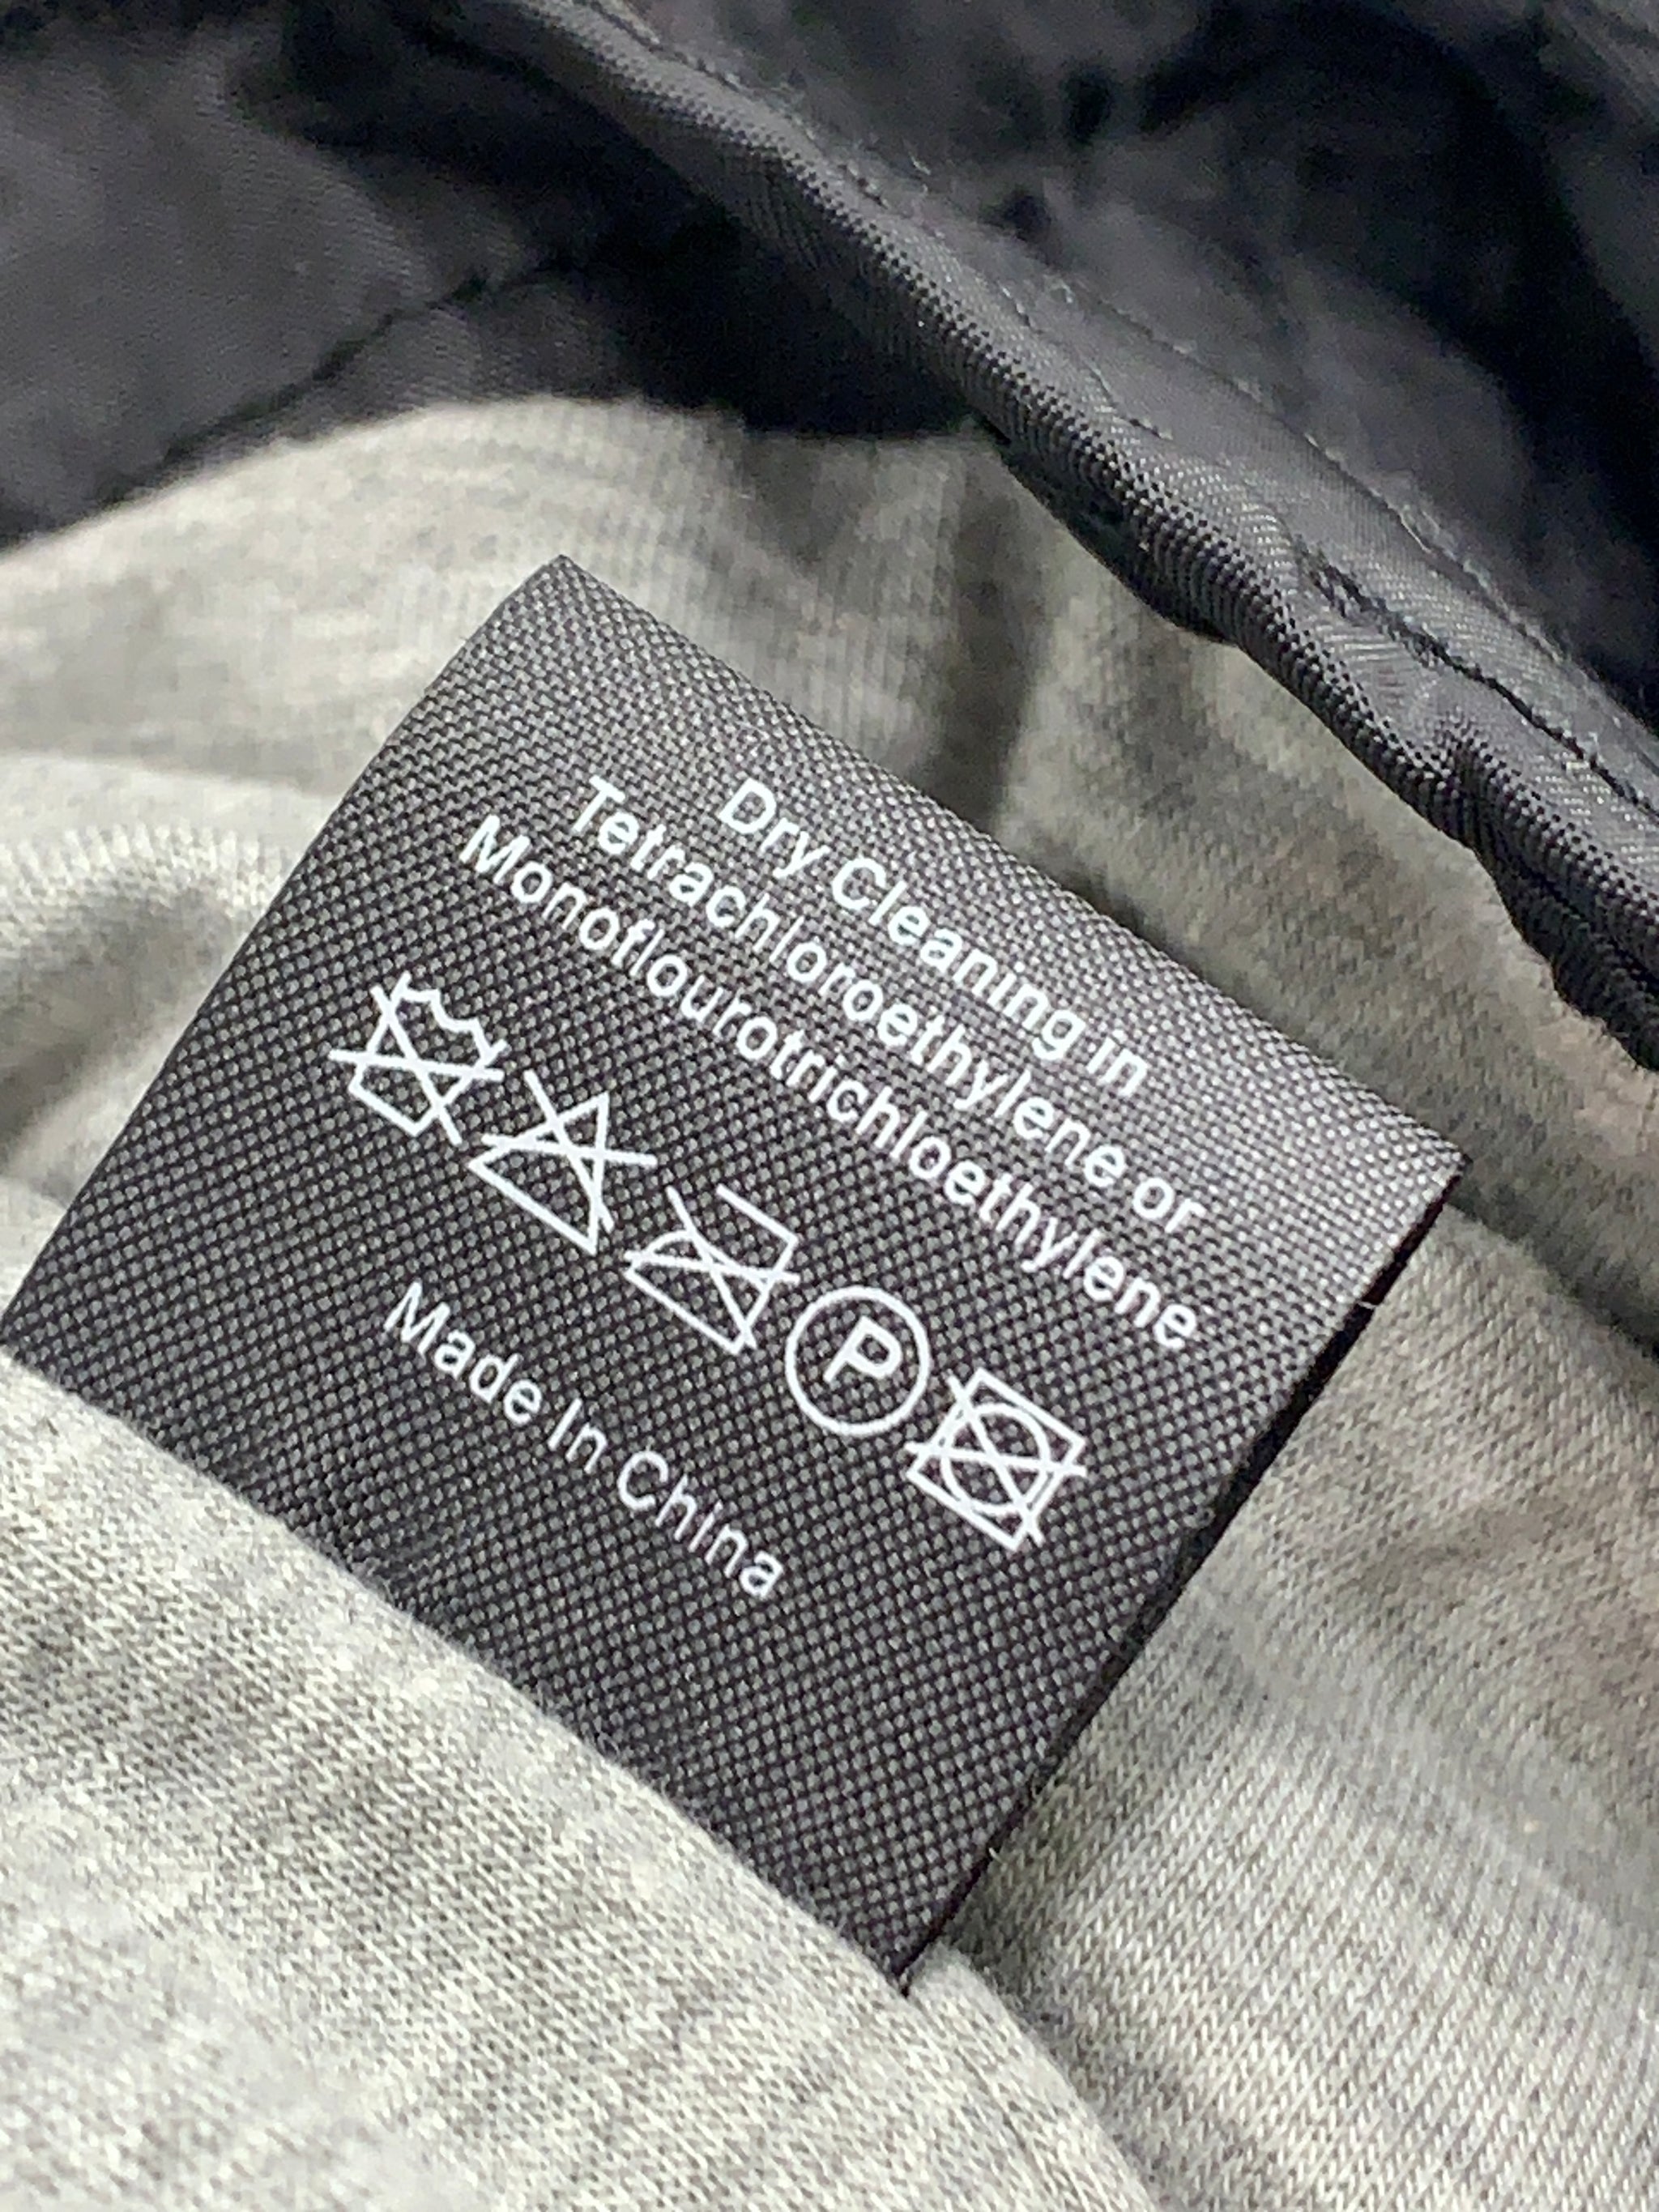 Dry Cleaning in
Tetrachloroethylene or
Monoflourotrichloethylene
P
Made In China